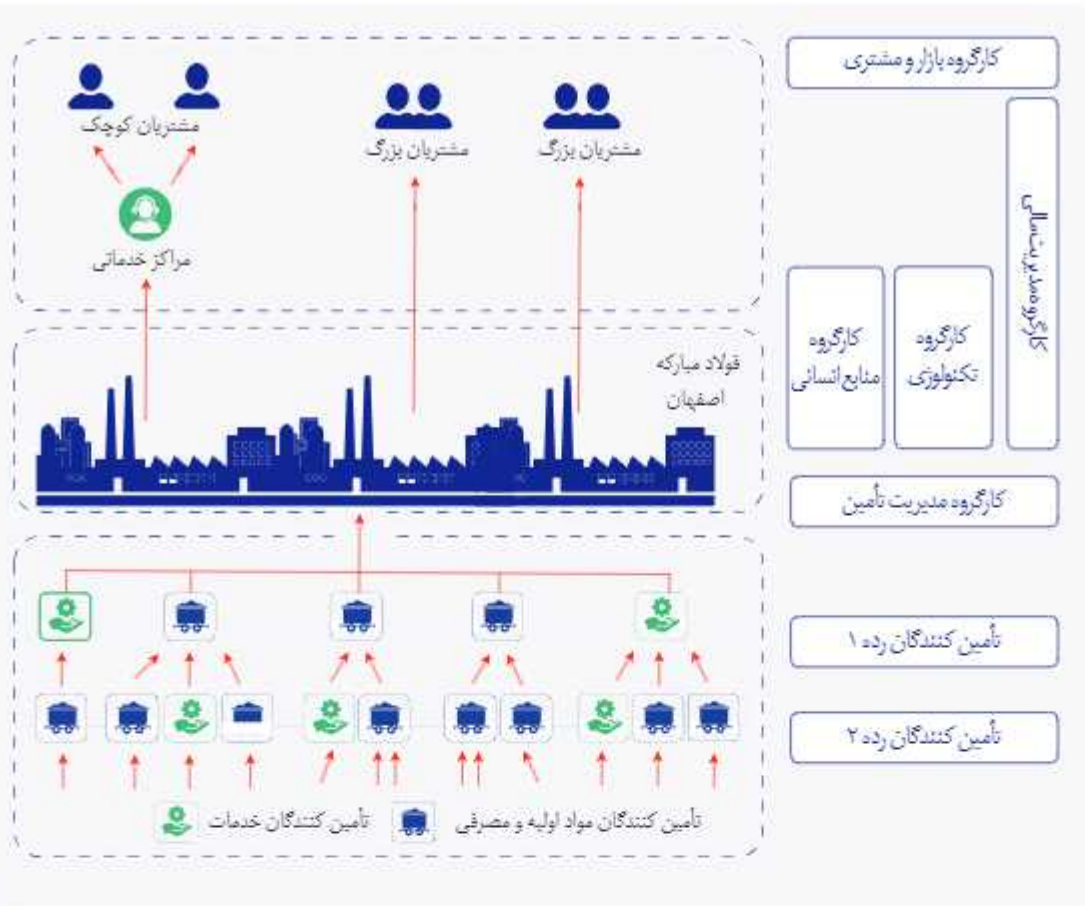 کارگروه بازار و مشتری
کارگروه مدیریت مالی
کارگروه
تکنولوژی
کارگروه
منابع انسانی
کارگروه مدیریت تأمین
تأمین کنندگان رده ۱
تأمین کنندگان رده ۲
مشتریان بزرگ
مشتریان بزرگ
مشتریان کوچک
مراکز خدماتی
فولاد مبارکه
اصفهان
تأمین کنندگان مواد اولیه و مصرفی
تأمین کنندگان خدمات